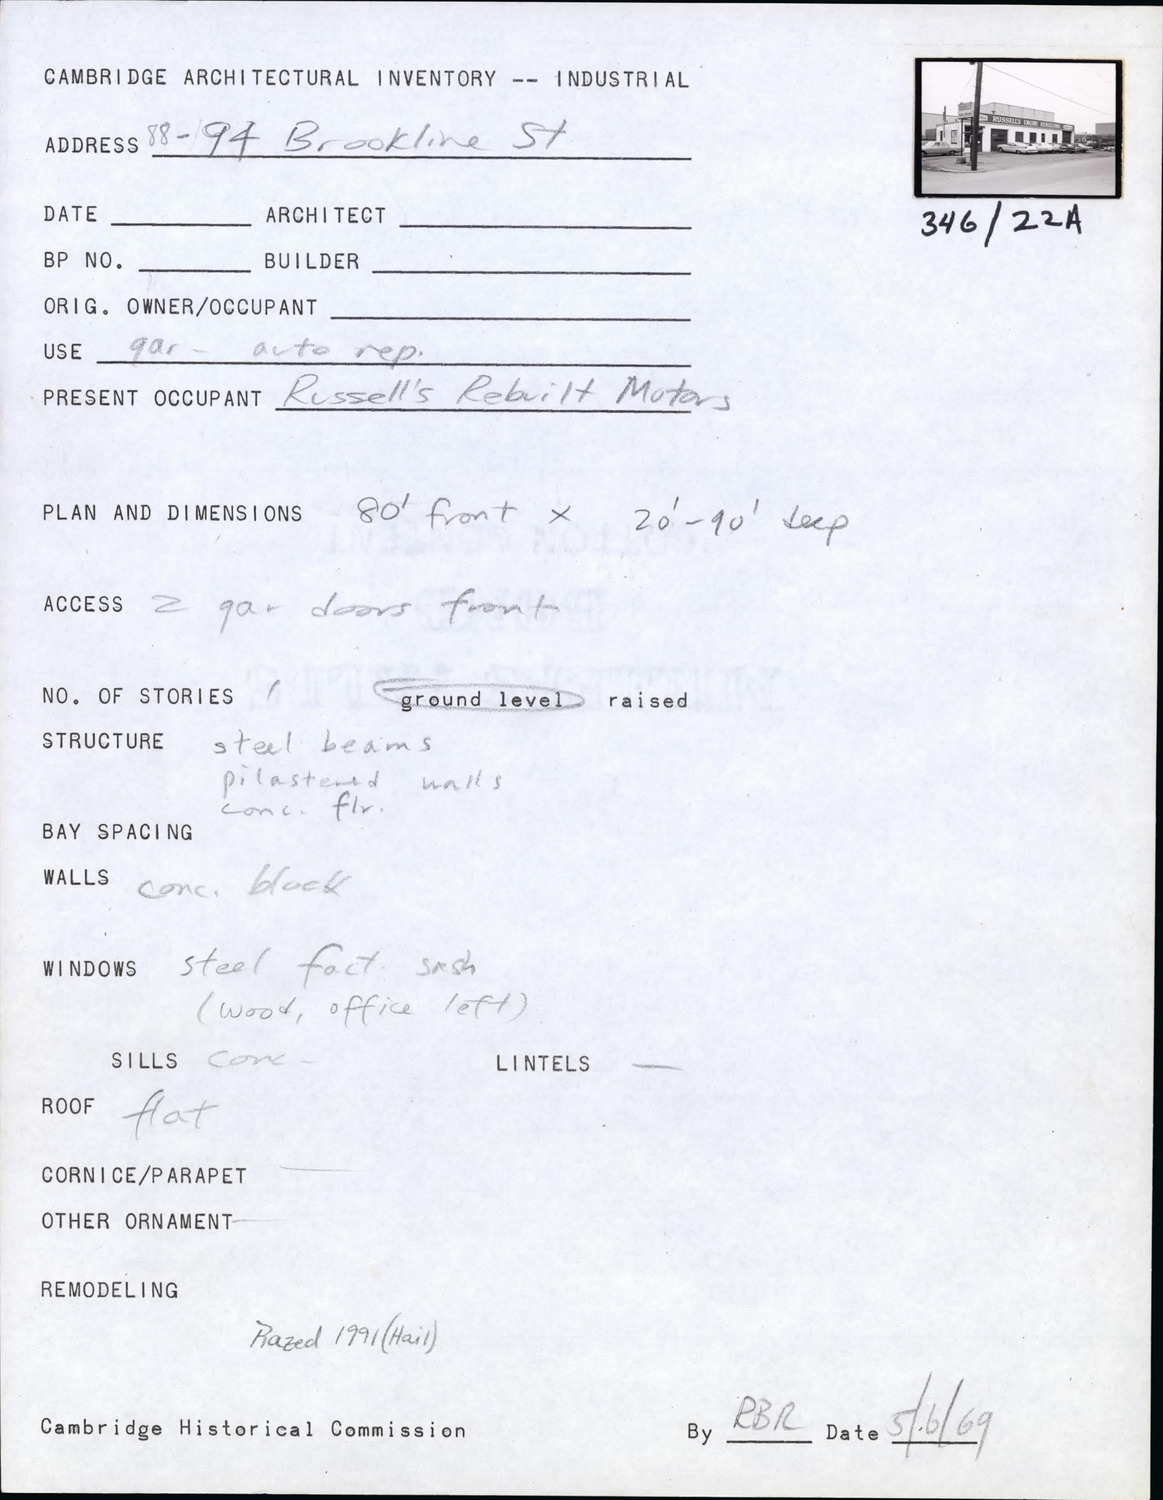 CAMBRIDGE ARCHITECTURAL INVENTORY -- INDUSTRIAL
ADDRESS 88-94 Brookline St
346/22A
DATE ARCHITECT
BP NO. BUILDER
ORIG. OWNER/OCCUPANT
USE gar- auto rep.
PRESENT OCCUPANT Russell's Rebuilt Motors
PLAN AND DIMENSIONS 80' front x 20'-90' deep
ACCESS 2 gar doors front
NO. OF STORIES 1 ground level raised
STRUCTURE steel beams
pilastered walls
conc. flr.
BAY SPACING
WALLS conc. block
WINDOWS steel fact. sash
(wood, office left)
SILLS conc - LINTELS —
ROOF flat
CORNICE/PARAPET —
OTHER ORNAMENT —
REMODELING
Razed 1991 (Hail)
Cambridge Historical Commission By RBR Date 5/.6/69